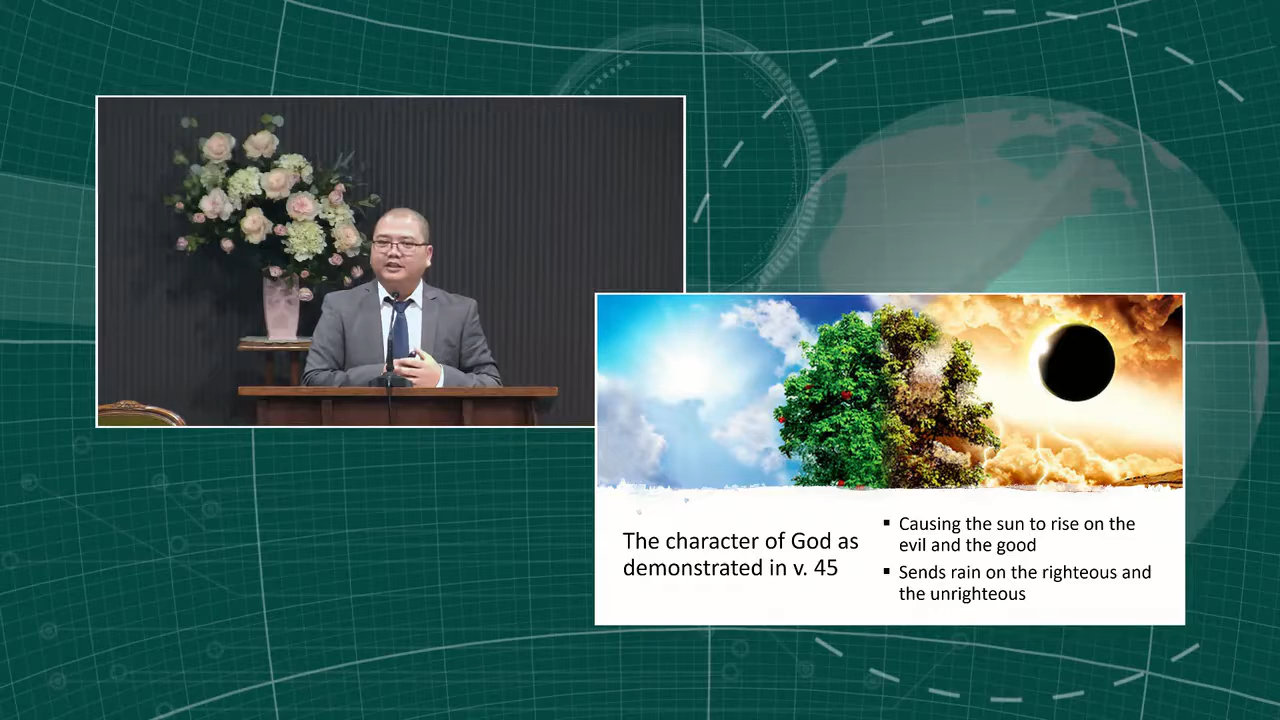 The character of God as
demonstrated in v. 45
▪ Causing the sun to rise on the
evil and the good
▪ Sends rain on the righteous and
the unrighteous